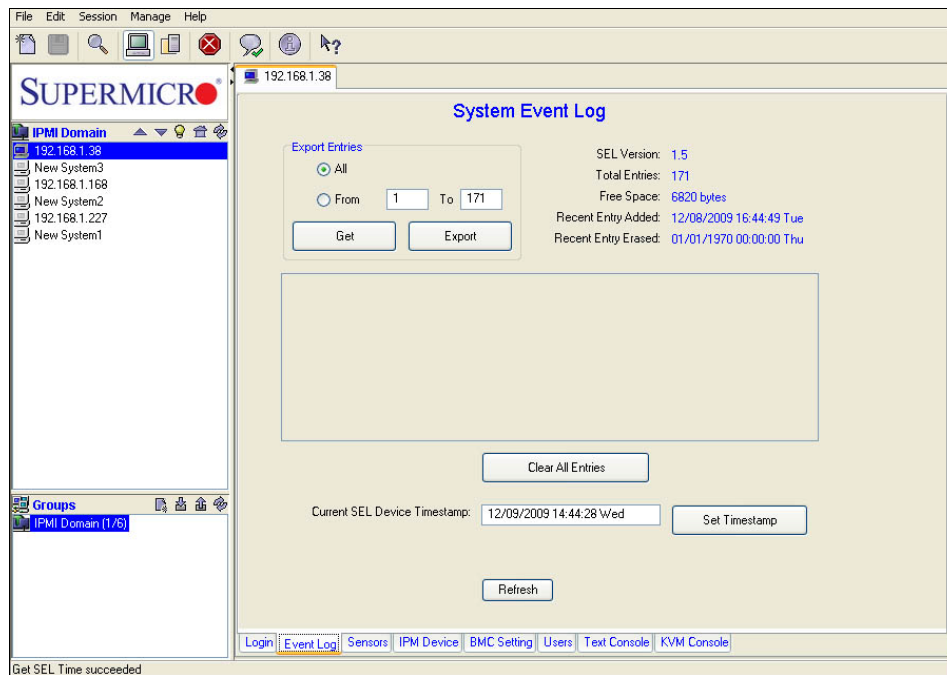 File Edit Session Manage Help
SUPERMICRO
IPMI Domain
192.168.1.38
New System3
192.168.1.168
New System2
192.168.1.227
New System1
Groups
IPMI Domain (1/6)
192.168.1.38
System Event Log
Export Entries
All
From 1 To 171
Get Export
SEL Version: 1.5
Total Entries: 171
Free Space: 6820 bytes
Recent Entry Added: 12/08/2009 16:44:49 Tue
Recent Entry Erased: 01/01/1970 00:00:00 Thu
Clear All Entries
Current SEL Device Timestamp: 12/09/2009 14:44:28 Wed Set Timestamp
Refresh
Login Event Log Sensors IPM Device BMC Setting Users Text Console KVM Console
Get SEL Time succeeded